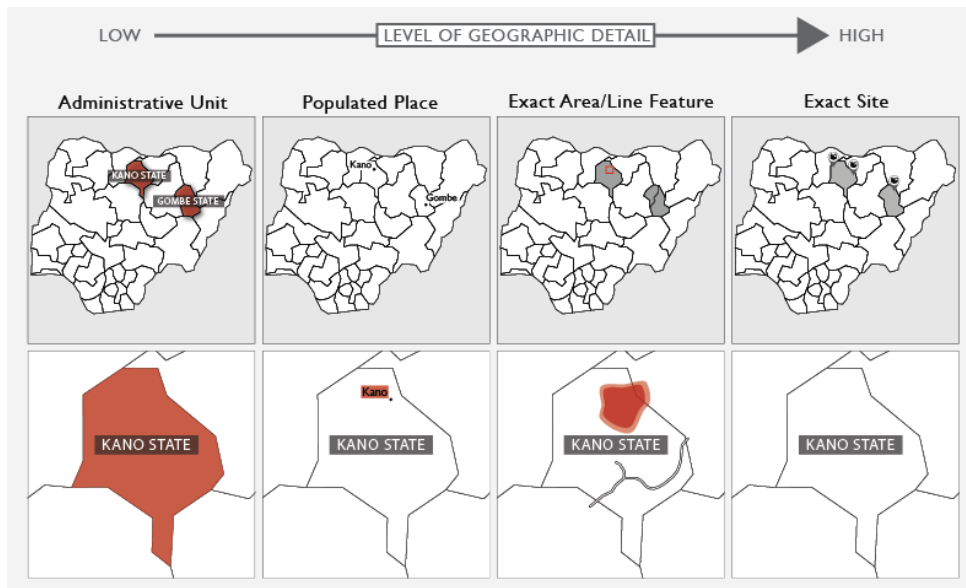 LOW
LEVEL OF GEOGRAPHIC DETAIL
HIGH
Administrative Unit
Populated Place
Exact Area/Line Feature
Exact Site
KANO STATE
GOMBE STATE
Kano
Gombe
KANO STATE
Kano
KANO STATE
KANO STATE
KANO STATE